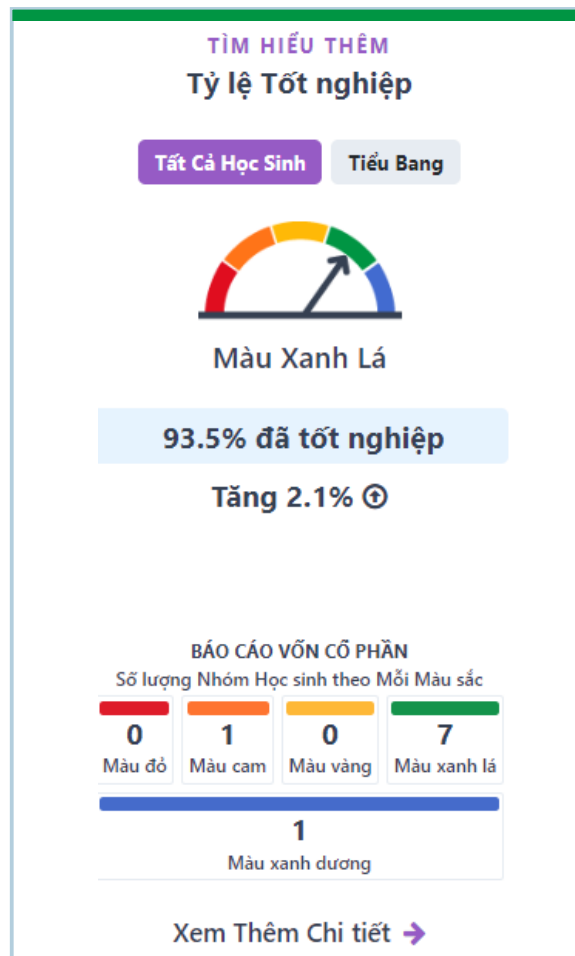 TÌM HIỂU THÊM
Tỷ lệ Tốt nghiệp
Tất Cả Học Sinh
Tiểu Bang
Màu Xanh Lá
93.5% đã tốt nghiệp
Tăng 2.1%
BÁO CÁO VỐN CỔ PHẦN
Số lượng Nhóm Học sinh theo Mỗi Màu sắc
0
Màu đỏ
1
Màu cam
0
Màu vàng
7
Màu xanh lá
1
Màu xanh dương
Xem Thêm Chi tiết